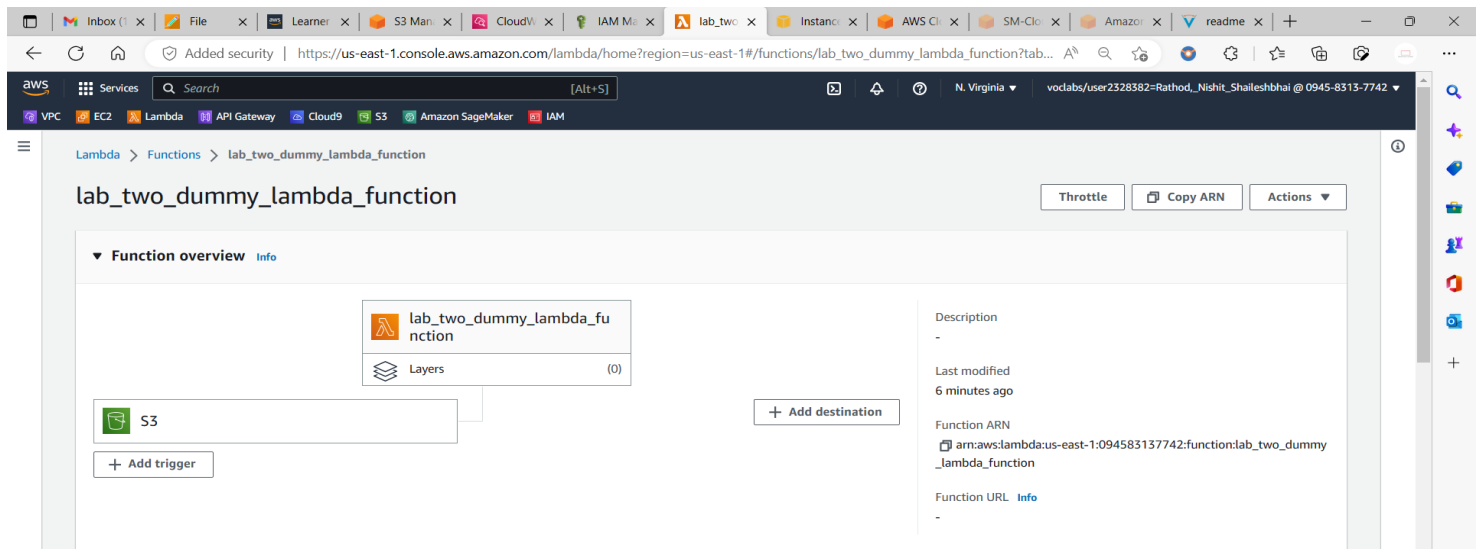 Inbox (1
File
Learner
S3 Man
CloudW
IAM Ma
lab_two
Instance
AWS Cl
SM-Clo
Amazon
readme
Added security | https://us-east-1.console.aws.amazon.com/lambda/home?region=us-east-1#/functions/lab_two_dummy_lambda_function?tab...
aws
Services
Search
[Alt+S]
N. Virginia ▼
voclabs/user2328382=Rathod,_Nishit_Shaileshbhai @ 0945-8313-7742 ▼
VPC EC2 Lambda API Gateway Cloud9 S3 Amazon SageMaker IAM
Lambda > Functions > lab_two_dummy_lambda_function
lab_two_dummy_lambda_function
Throttle
Copy ARN
Actions ▼
▼ Function overview Info
lab_two_dummy_lambda_fu
nction
Layers (0)
S3
+ Add trigger
+ Add destination
Description
-
Last modified
6 minutes ago
Function ARN
arn:aws:lambda:us-east-1:094583137742:function:lab_two_dummy
_lambda_function
Function URL Info
-